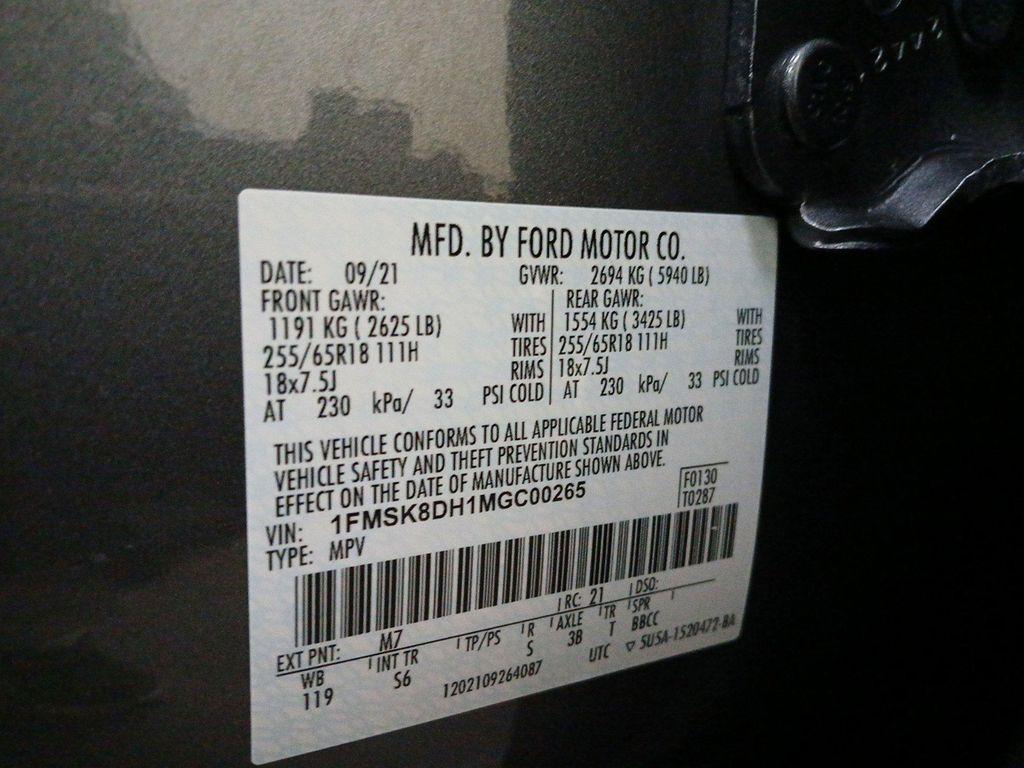 MFD. BY FORD MOTOR CO.
DATE: 09/21 GVWR: 2694 KG ( 5940 LB)
FRONT GAWR: REAR GAWR:
1191 KG ( 2625 LB) WITH 1554 KG ( 3425 LB) WITH
255/65R18 111H TIRES 255/65R18 111H TIRES
18x7.5J RIMS 18x7.5J RIMS
AT 230 kPa/ 33 PSI COLD AT 230 kPa/ 33 PSI COLD
THIS VEHICLE CONFORMS TO ALL APPLICABLE FEDERAL MOTOR
VEHICLE SAFETY AND THEFT PREVENTION STANDARDS IN
EFFECT ON THE DATE OF MANUFACTURE SHOWN ABOVE.
F0130
VIN: 1FMSK8DH1MGC00265 T0287
TYPE: MPV
EXT PNT: M7 RC: 21 DSO:
WB INT TR TP/PS R AXLE TR SPR
119 S6 S 3B T BBCC
1202109264087 UTC ▽ 5USA-1520472-BA